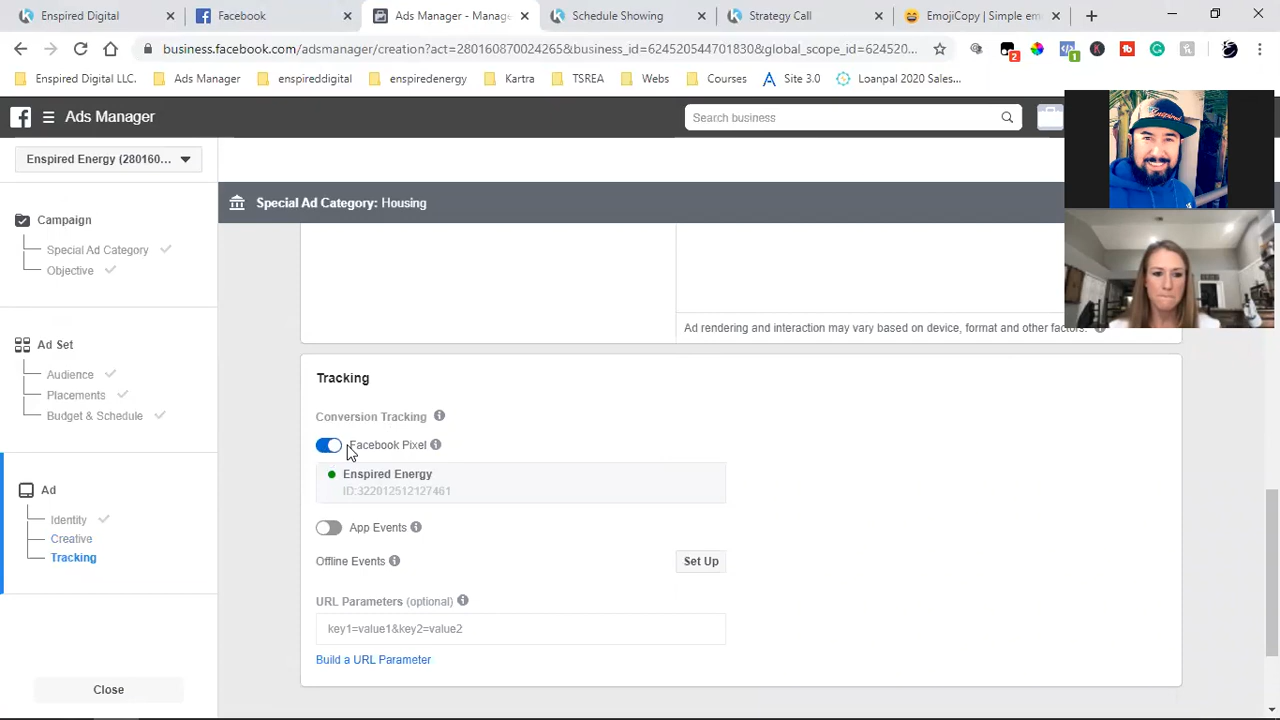 Enspired Digital
Facebook
Ads Manager - Manage
Schedule Showing
Strategy Call
EmojiCopy | Simple em
business.facebook.com/adsmanager/creation?act=280160870024265&business_id=624520544701830&global_scope_id=624520...
2
1
Enspired Digital LLC.
Ads Manager
enspireddigital
enspiredenergy
Kartra
TSREA
Webs
Courses
Site 3.0
Loanpal 2020 Sales...
Ads Manager
Search business
Enspired Energy (280160...
Special Ad Category: Housing
Campaign
Special Ad Category
Objective
Ad Set
Audience
Placements
Budget & Schedule
Ad
Identity
Creative
Tracking
Close
Ad rendering and interaction may vary based on device, format and other factors.
Tracking
Conversion Tracking
Facebook Pixel
Enspired Energy
ID:322012512127461
App Events
Offline Events
Set Up
URL Parameters (optional)
key1=value1&key2=value2
Build a URL Parameter